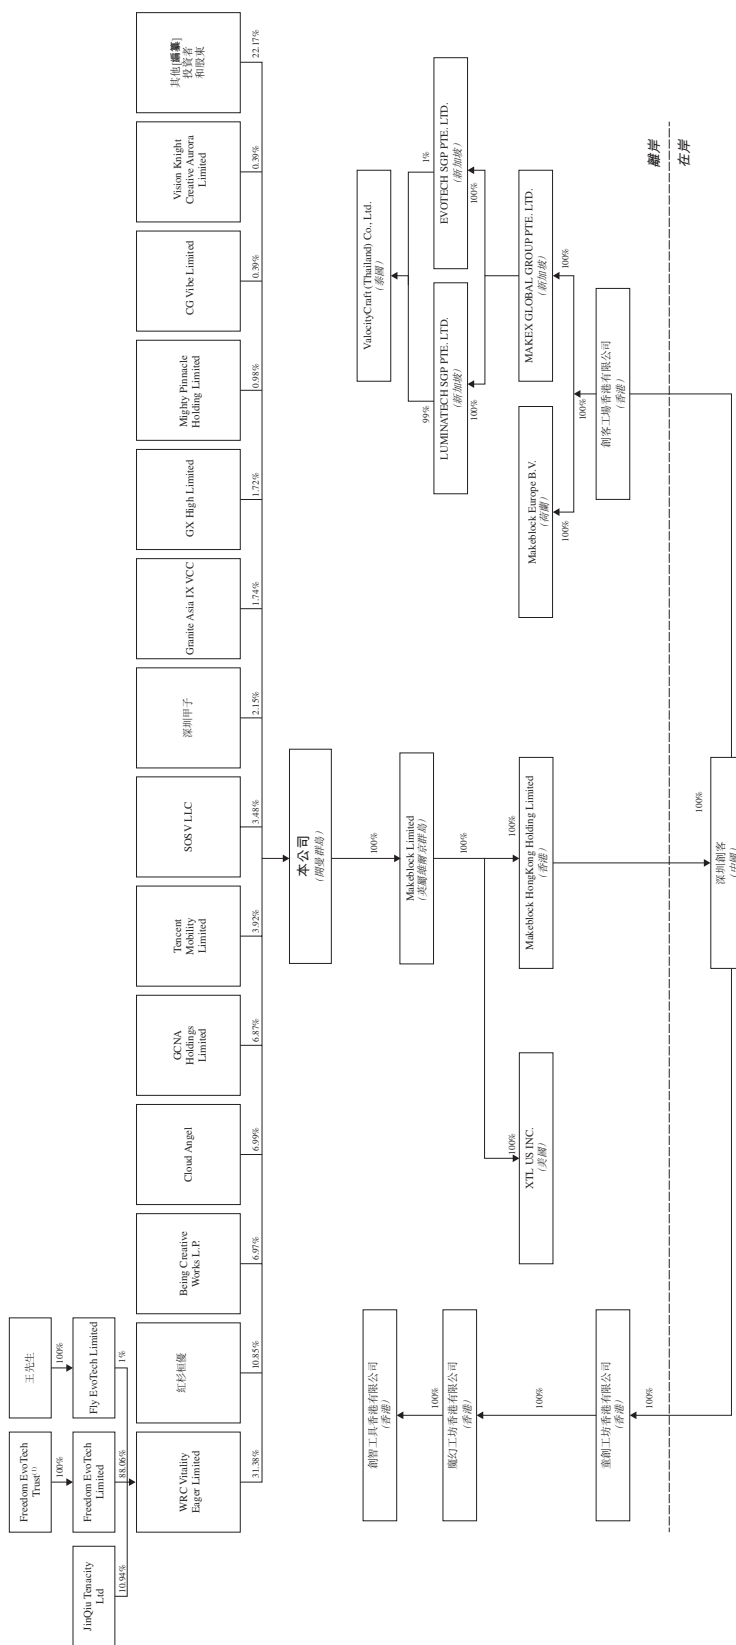 Freedom EvoTech
Trust(1)
王先生
100%
100%
JinQiu Tenacity
Ltd
Freedom EvoTech
Limited
Fly EvoTech Limited
10.94%
88.06%
1%
WRC Vitality
Eager Limited
紅杉桓優
Being Creative
Works L.P.
Cloud Angel
GCNA
Holdings
Limited
Tencent
Mobility
Limited
SOSV LLC
深圳甲子
Granite Asia IX VCC
GX High Limited
Mighty Pinnacle
Holding Limited
CG Vibe Limited
Vision Knight
Creative Aurora
Limited
其他[編纂]
投資者
和股東
31.38%
10.85%
6.97%
6.99%
6.87%
3.92%
3.48%
2.15%
1.74%
1.72%
0.98%
0.39%
0.39%
22.17%
本公司
(開曼群島)
100%
Makeblock Limited
(英屬維爾京群島)
100%
創智工具香港有限公司
(香港)
100%
魔幻工坊香港有限公司
(香港)
100%
童創工坊香港有限公司
(香港)
100%
100%
XTL US INC.
(美國)
100%
Makeblock HongKong Holding Limited
(香港)
ValocityCraft (Thailand) Co., Ltd.
(泰國)
99%
1%
LUMINATECH SGP PTE. LTD.
(新加坡)
EVOTECH SGP PTE. LTD.
(新加坡)
100%
100%
Makeblock Europe B.V.
(荷蘭)
MAKEX GLOBAL GROUP PTE. LTD.
(新加坡)
100%
100%
100%
創客工場香港有限公司
(香港)
離岸
在岸
100%
深圳創客
(中國)